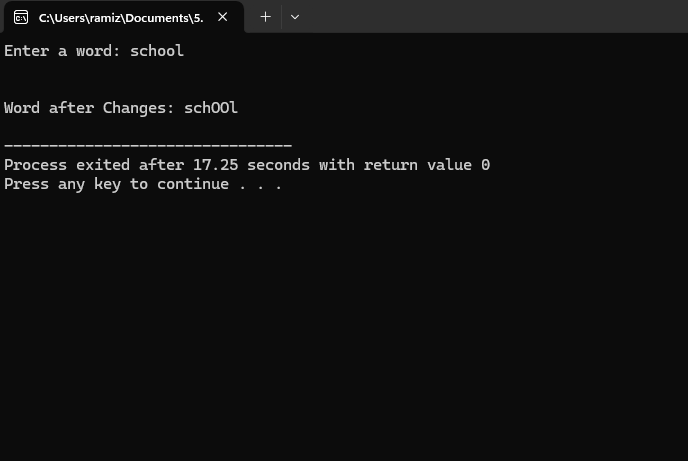 C:\Users\ramiz\Documents\5.
Enter a word: school
Word after Changes: schOOl
--------------------------------
Process exited after 17.25 seconds with return value 0
Press any key to continue . . .